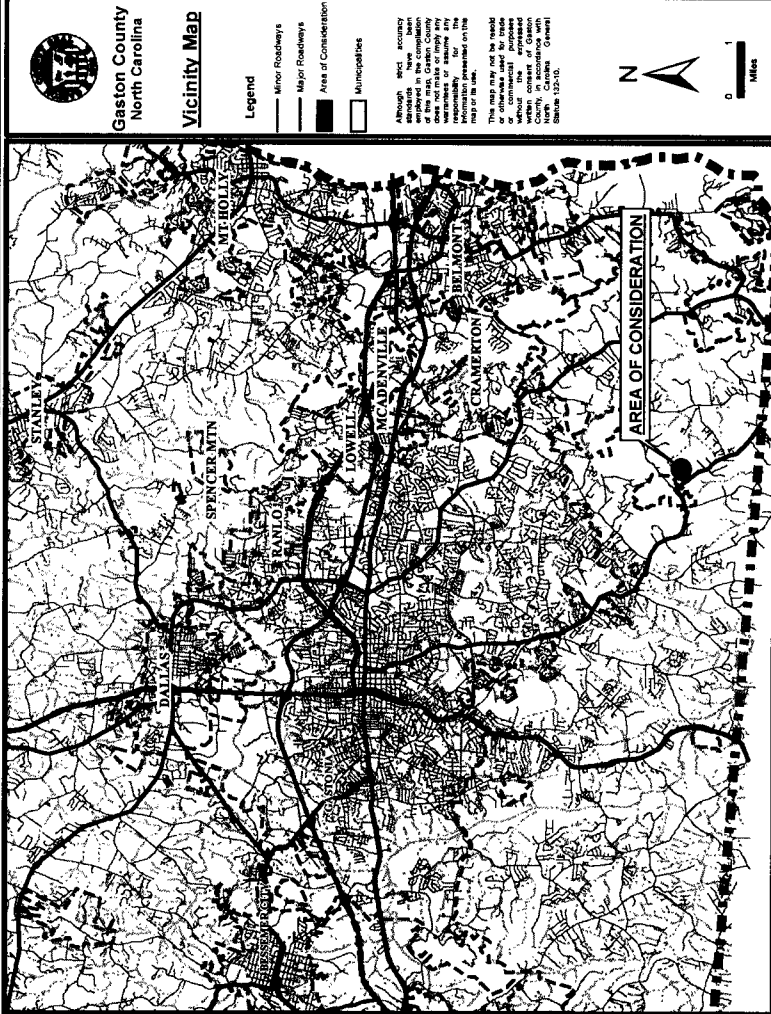 Gaston County
North Carolina
Vicinity Map
Legend
Minor Roadways
Major Roadways
Area of Consideration
Municipalities
Although strict accuracy
standards have been
employed in the compilation
of this map, Gaston County
does not make or imply any
warrantees or assume any
responsibility for the
information presented on the
map or its use.
This map may not be resold
or otherwise used for trade
or commercial purposes
without the expressed
written consent of Gaston
County, in accordance with
North Carolina General
Statute 132-10.
N
0 1
Miles
STANLEY
MT HOLLY
SPENCER MTN
DALLAS
RANLO
LOWELL
MCADENVILLE
BELMONT
CRAMERTON
BESSEMER CITY
GASTONIA
AREA OF CONSIDERATION